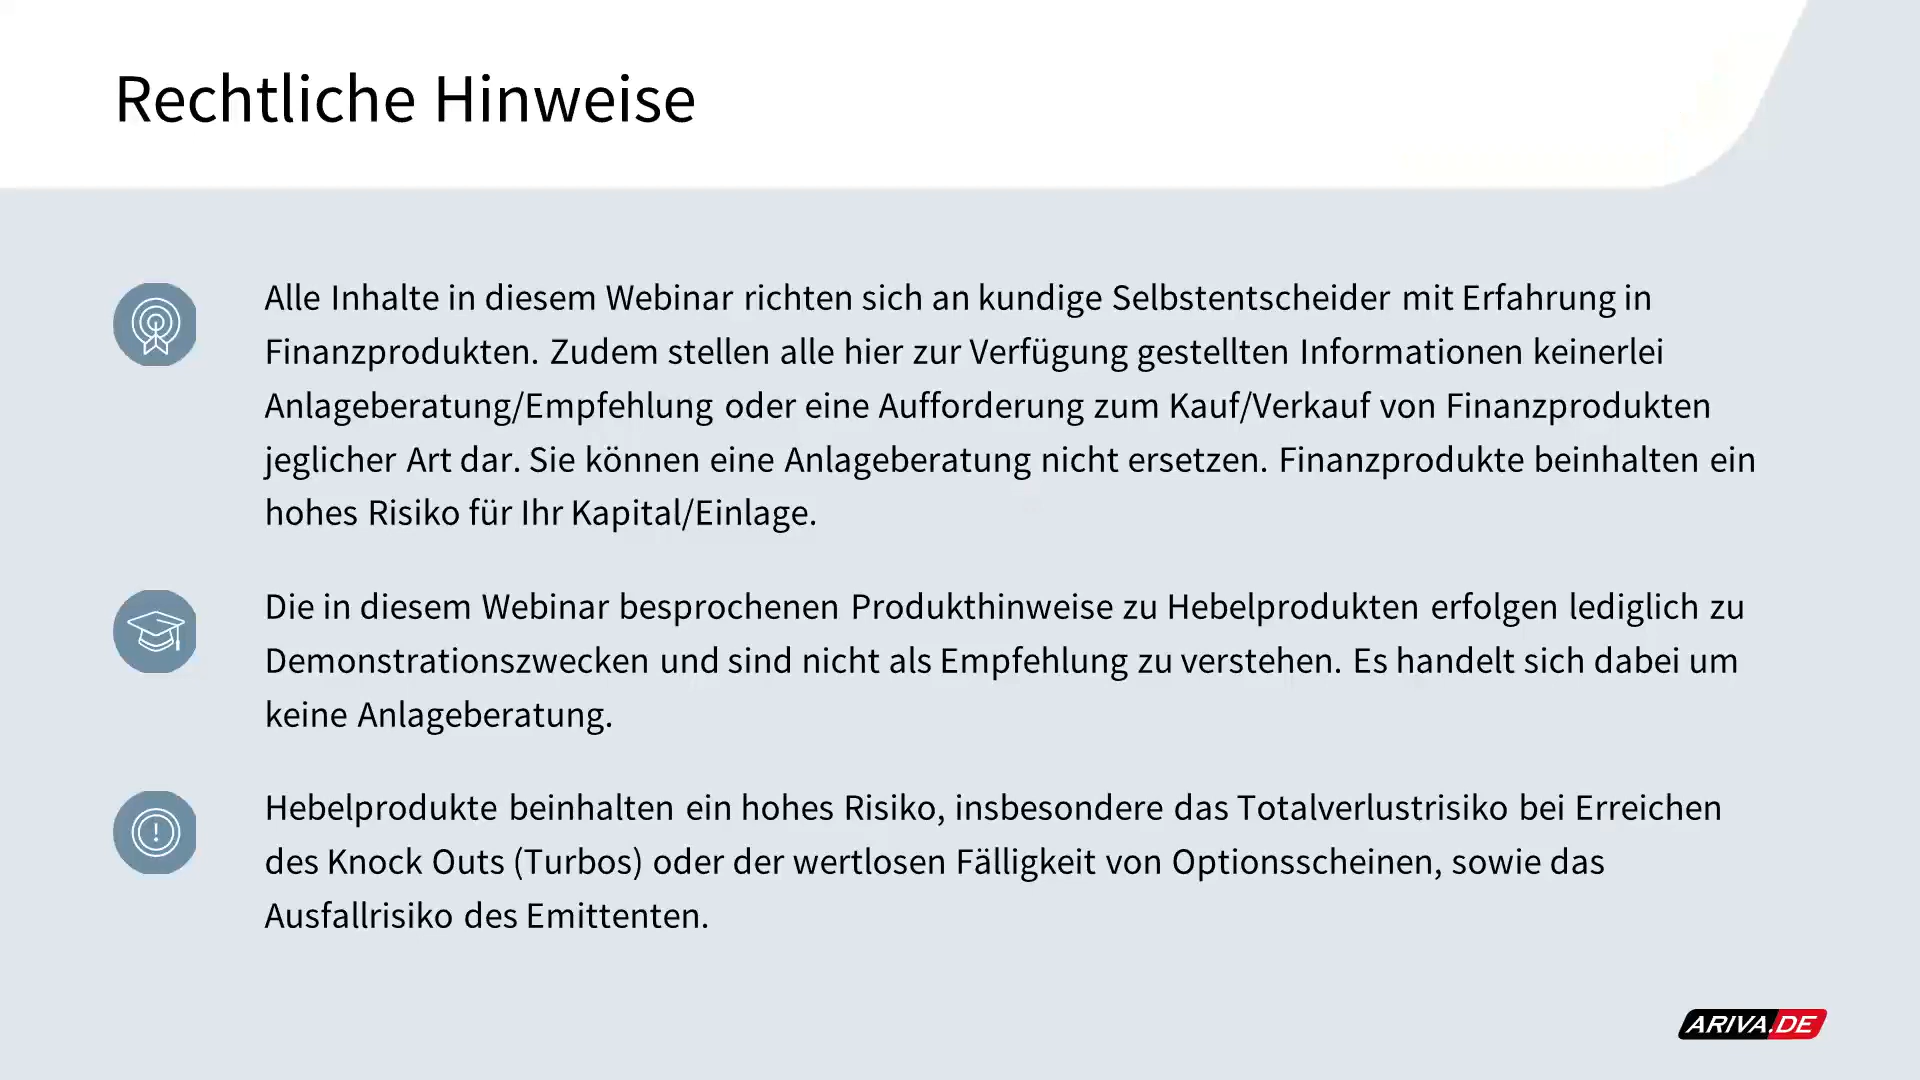 Rechtliche Hinweise
Alle Inhalte in diesem Webinar richten sich an kundige Selbstentscheider mit Erfahrung in
Finanzprodukten. Zudem stellen alle hier zur Verfügung gestellten Informationen keinerlei
Anlageberatung/Empfehlung oder eine Aufforderung zum Kauf/Verkauf von Finanzprodukten
jeglicher Art dar. Sie können eine Anlageberatung nicht ersetzen. Finanzprodukte beinhalten ein
hohes Risiko für Ihr Kapital/Einlage.
Die in diesem Webinar besprochenen Produkthinweise zu Hebelprodukten erfolgen lediglich zu
Demonstrationszwecken und sind nicht als Empfehlung zu verstehen. Es handelt sich dabei um
keine Anlageberatung.
Hebelprodukte beinhalten ein hohes Risiko, insbesondere das Totalverlustrisiko bei Erreichen
des Knock Outs (Turbos) oder der wertlosen Fälligkeit von Optionsscheinen, sowie das
Ausfallrisiko des Emittenten.
ARIVA.DE